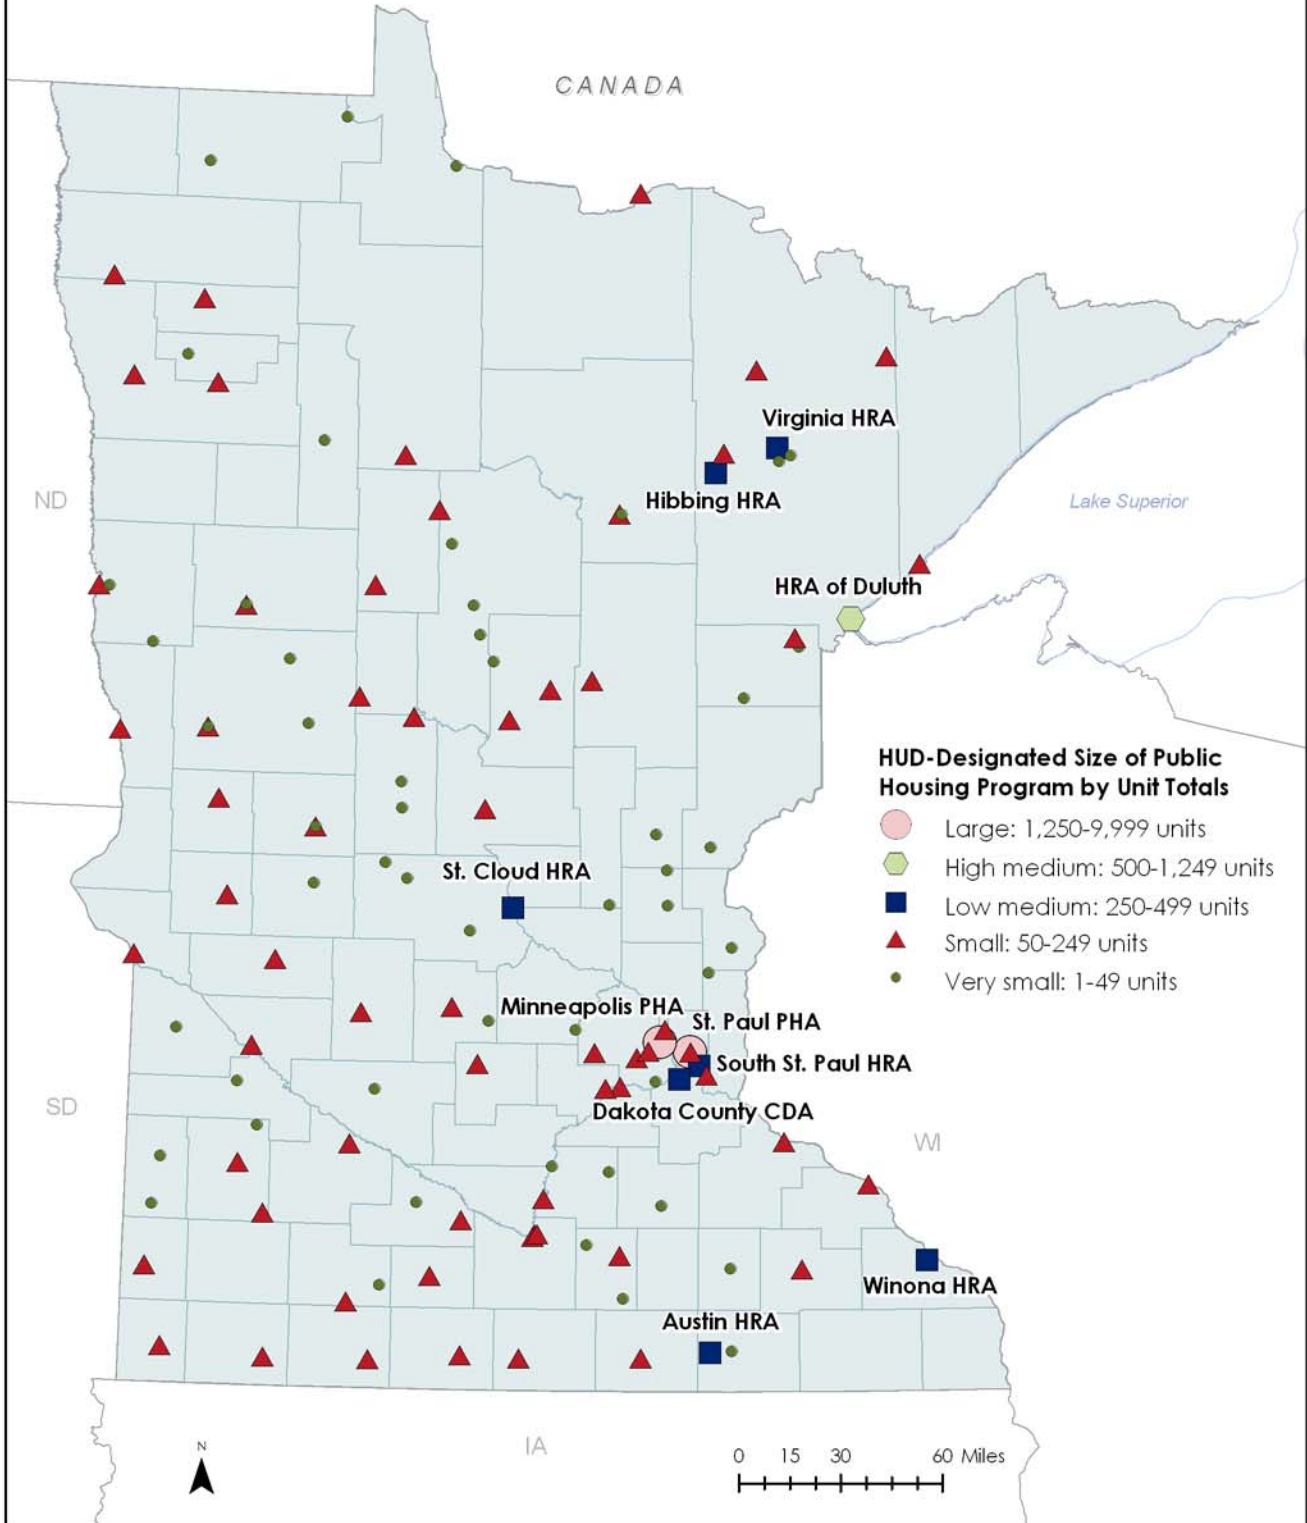 CANADA
Virginia HRA
Hibbing HRA
ND
Lake Superior
HRA of Duluth
HUD-Designated Size of Public
Housing Program by Unit Totals
Large: 1,250-9,999 units
High medium: 500-1,249 units
Low medium: 250-499 units
Small: 50-249 units
Very small: 1-49 units
St. Cloud HRA
Minneapolis PHA
St. Paul PHA
South St. Paul HRA
Dakota County CDA
SD
WI
Winona HRA
Austin HRA
IA
N
0 15 30 60 Miles